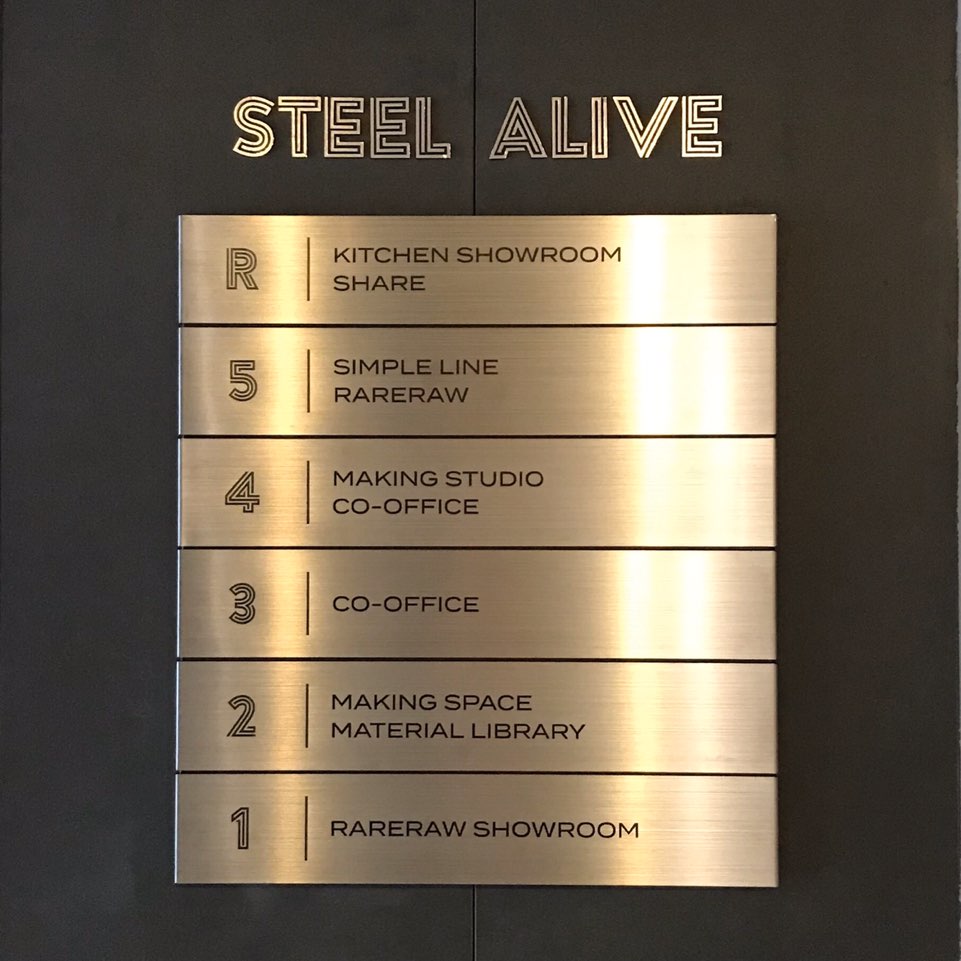 STEEL ALIVE
R
KITCHEN SHOWROOM
SHARE
5
SIMPLE LINE
RARERAW
4
MAKING STUDIO
CO-OFFICE
3
CO-OFFICE
2
MAKING SPACE
MATERIAL LIBRARY
1
RARERAW SHOWROOM